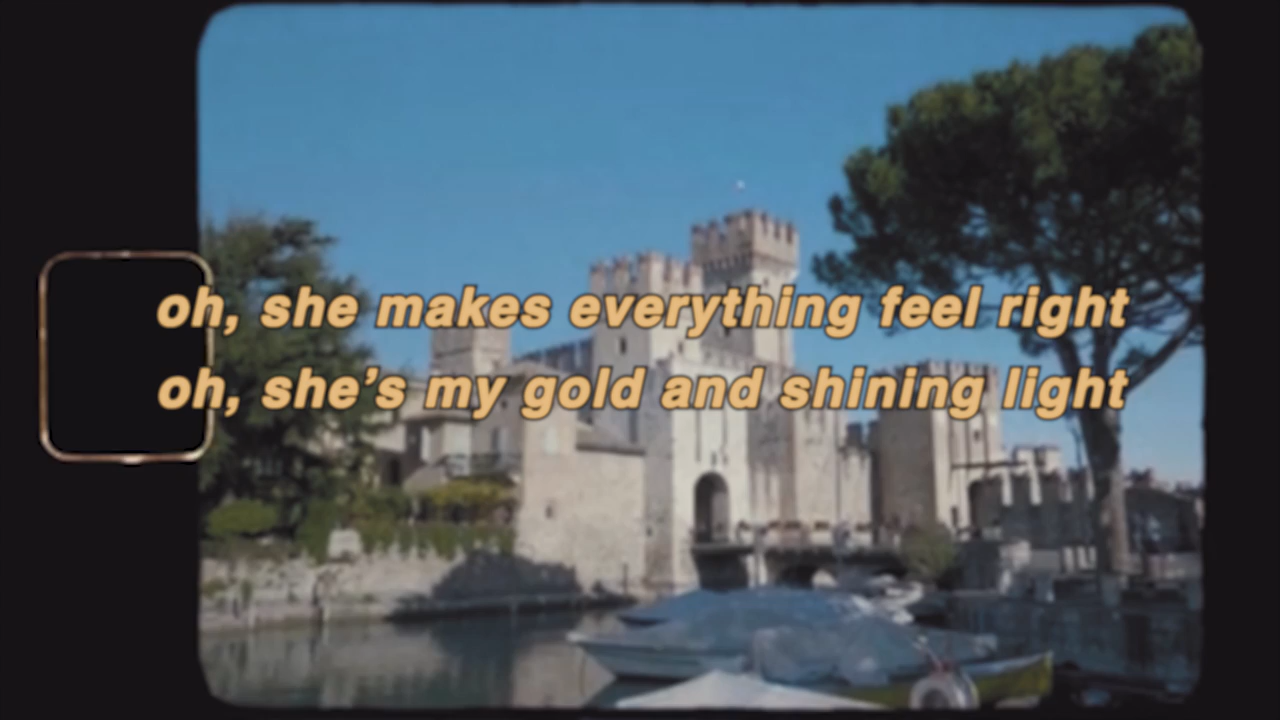 oh, she makes everything feel right
oh, she’s my gold and shining light